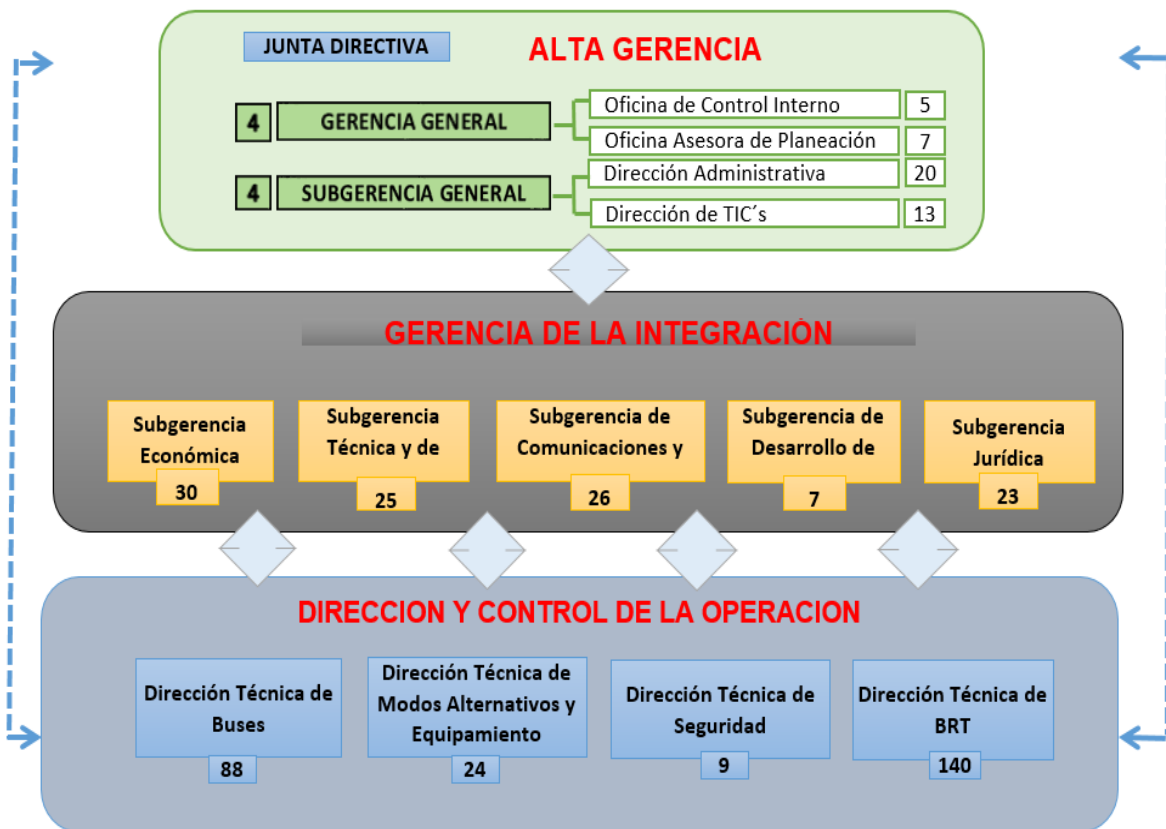 JUNTA DIRECTIVA
ALTA GERENCIA
4
GERENCIA GENERAL
Oficina de Control Interno
5
Oficina Asesora de Planeación
7
4
SUBGERENCIA GENERAL
Dirección Administrativa
20
Dirección de TIC´s
13
GERENCIA DE LA INTEGRACIÓN
Subgerencia
Económica
30
Subgerencia
Técnica y de
25
Subgerencia de
Comunicaciones y
26
Subgerencia de
Desarrollo de
7
Subgerencia
Jurídica
23
DIRECCION Y CONTROL DE LA OPERACION
Dirección Técnica de
Buses
88
Dirección Técnica de
Modos Alternativos y
Equipamiento
24
Dirección Técnica de
Seguridad
9
Dirección Técnica de
BRT
140